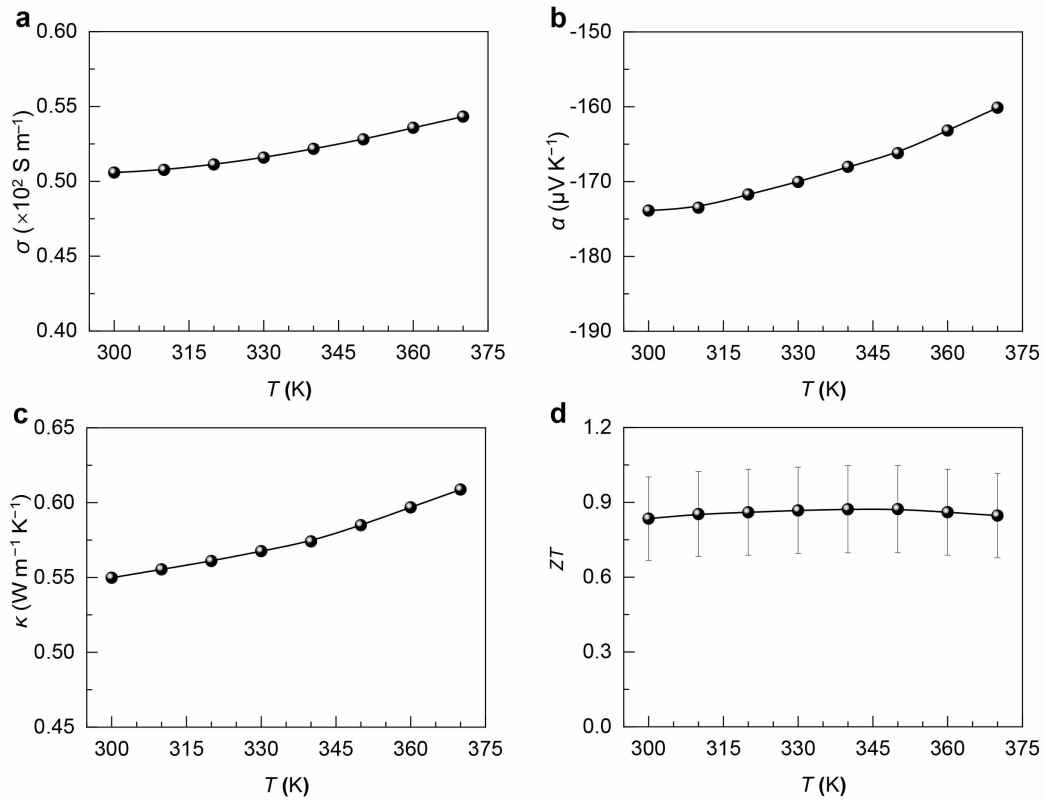 a
0.60
0.55
0.50
0.45
0.40
σ (×10² S m⁻¹)
300 315 330 345 360 375
T (K)
b
-150
-160
-170
-180
-190
α (µV K⁻¹)
300 315 330 345 360 375
T (K)
c
0.65
0.60
0.55
0.50
0.45
κ (W m⁻¹ K⁻¹)
300 315 330 345 360 375
T (K)
d
1.2
0.9
0.6
0.3
0.0
ZT
300 315 330 345 360 375
T (K)